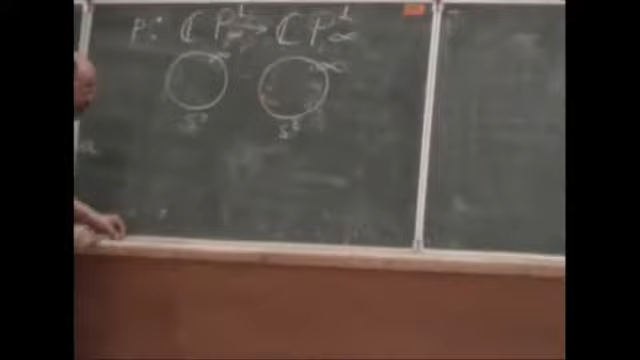 P: ℂP¹ → ℂP¹∞
∞
S² S²